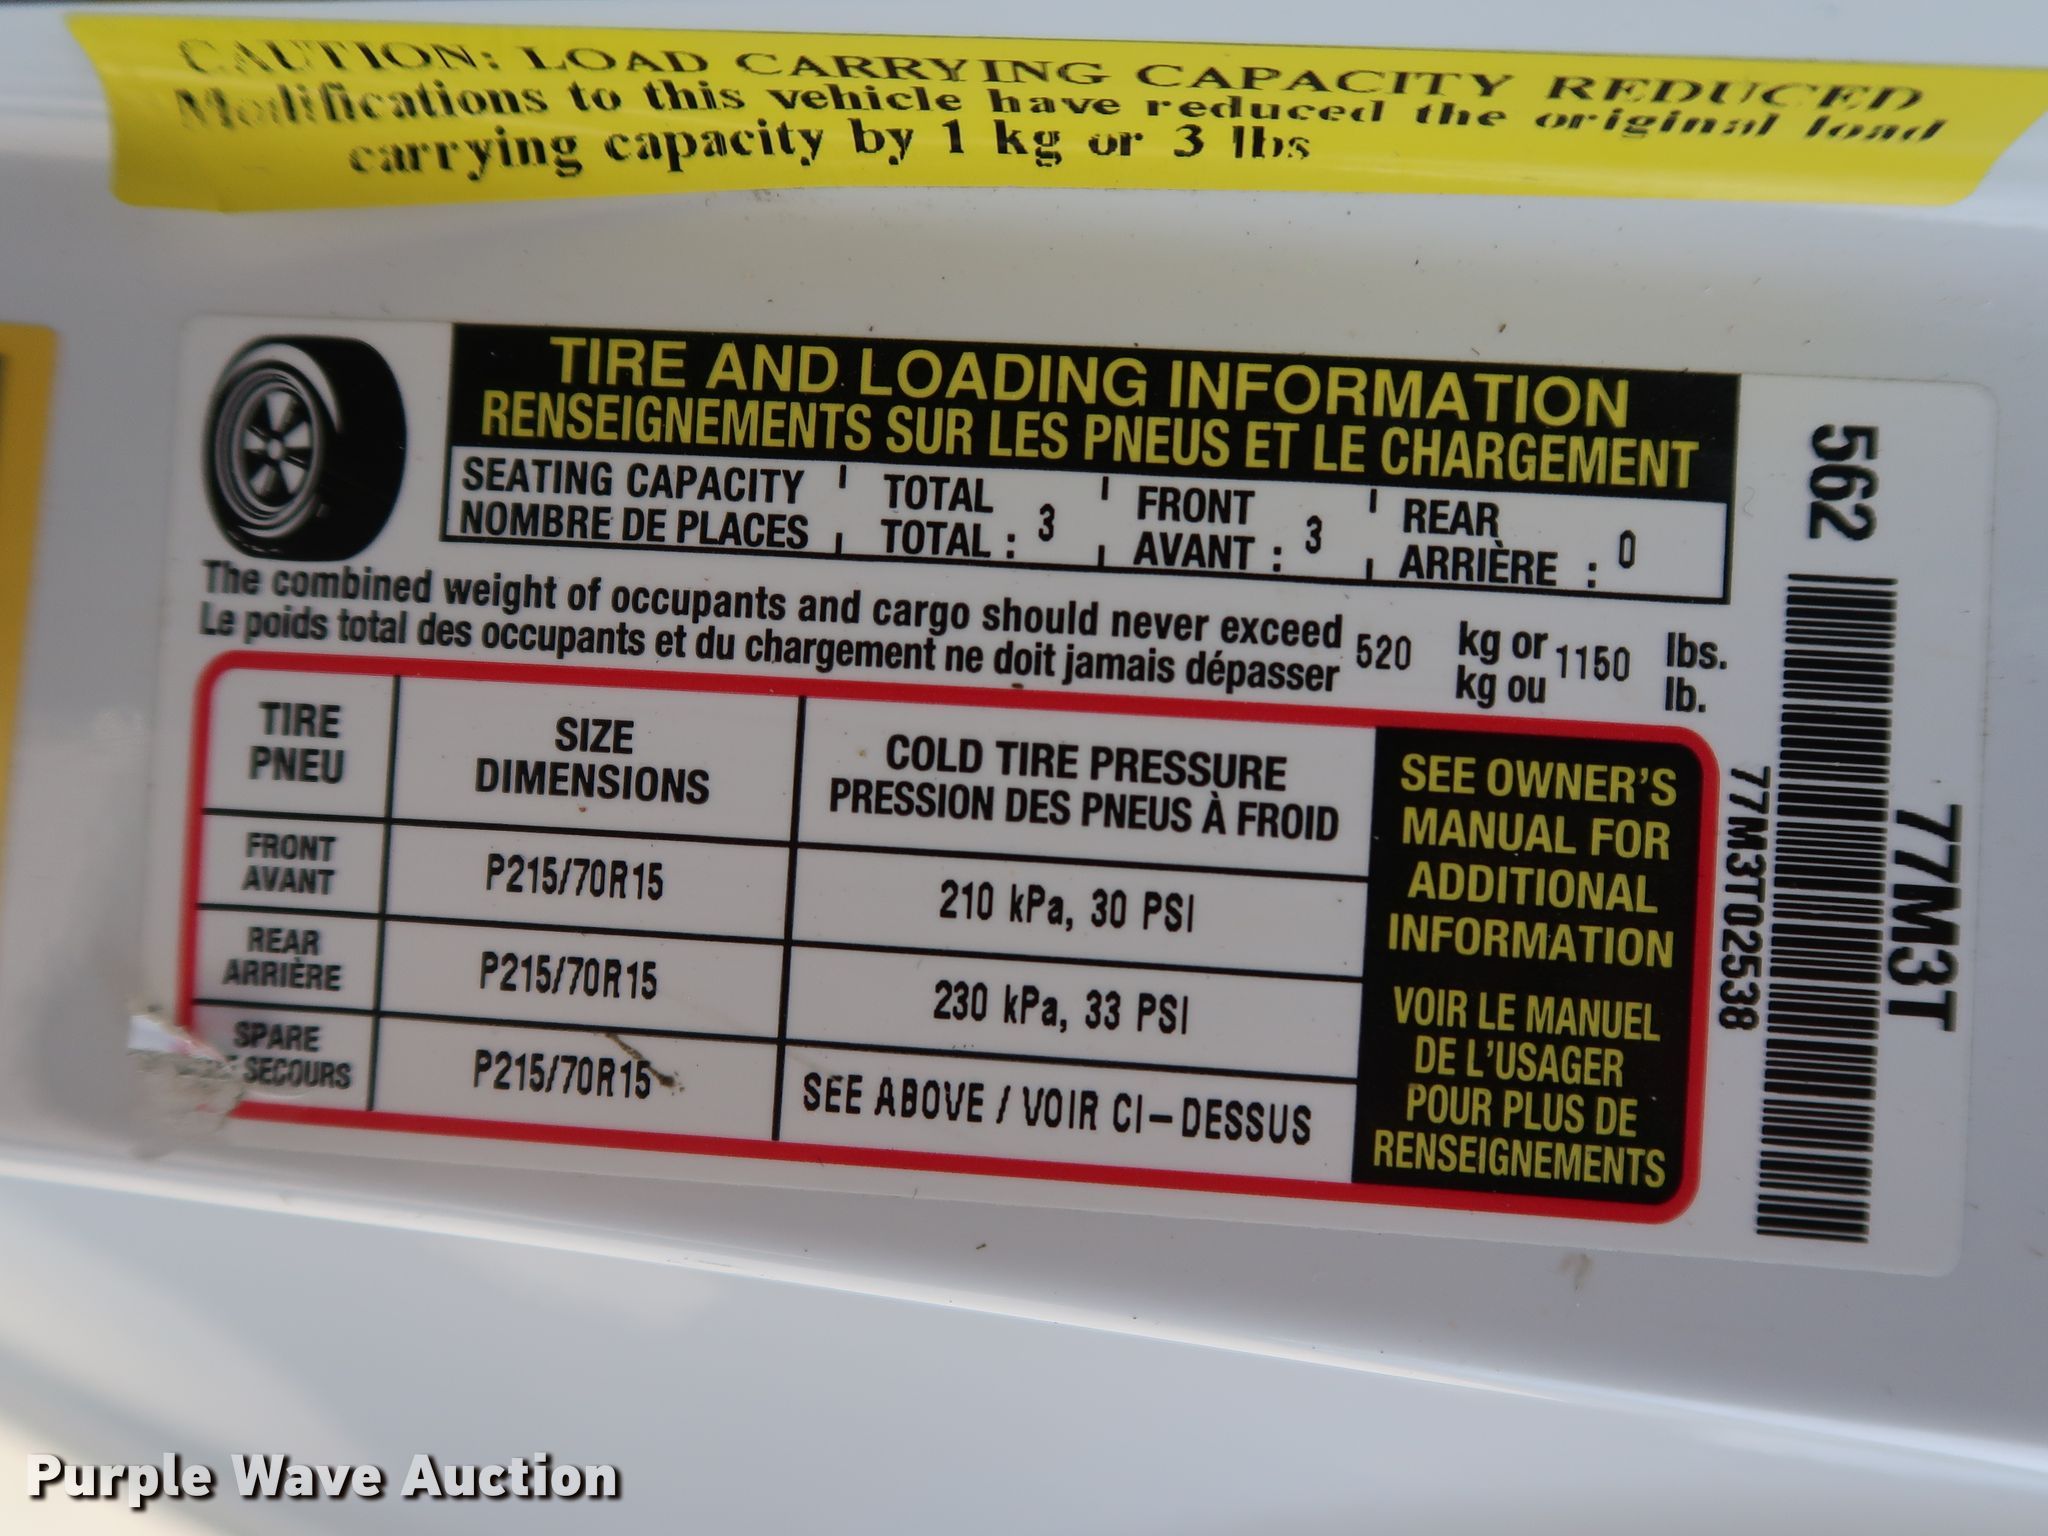 CAUTION: LOAD CARRYING CAPACITY REDUCED
Modifications to this vehicle have reduced the original load
carrying capacity by 1 kg or 3 lbs
TIRE AND LOADING INFORMATION
RENSEIGNEMENTS SUR LES PNEUS ET LE CHARGEMENT
SEATING CAPACITY
NOMBRE DE PLACES
TOTAL
TOTAL : 3
FRONT
AVANT : 3
REAR
ARRIÈRE : 0
The combined weight of occupants and cargo should never exceed 520 kg or 1150 lbs.
Le poids total des occupants et du chargement ne doit jamais dépasser kg ou lb.
TIRE
PNEU
SIZE
DIMENSIONS
COLD TIRE PRESSURE
PRESSION DES PNEUS À FROID
FRONT
AVANT
P215/70R15
210 kPa, 30 PSI
REAR
ARRIÈRE
P215/70R15
230 kPa, 33 PSI
SPARE
SECOURS
P215/70R15
SEE ABOVE / VOIR CI-DESSUS
SEE OWNER'S
MANUAL FOR
ADDITIONAL
INFORMATION
VOIR LE MANUEL
DE L'USAGER
POUR PLUS DE
RENSEIGNEMENTS
562
77M3T
77M3T02538
Purple Wave Auction